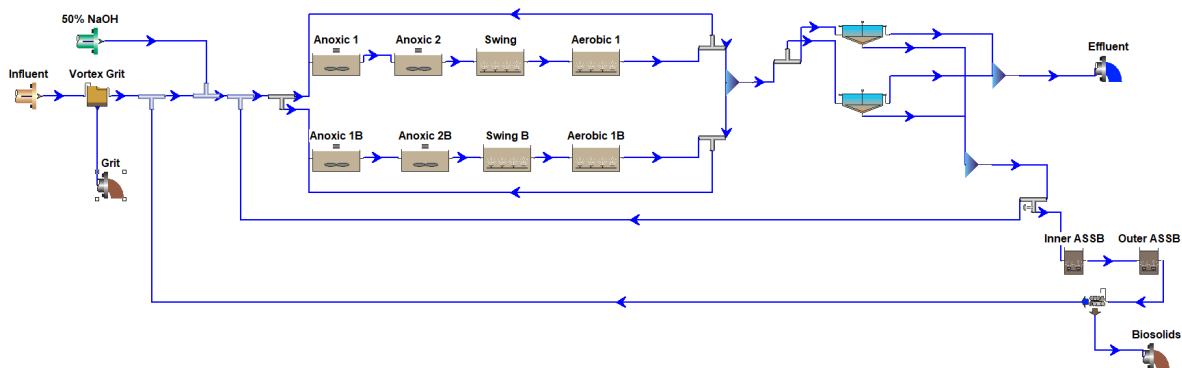 50% NaOH
Influent
Vortex Grit
Grit
Anoxic 1
Anoxic 2
Swing
Aerobic 1
Anoxic 1B
Anoxic 2B
Swing B
Aerobic 1B
Effluent
Inner ASSB
Outer ASSB
Biosolids